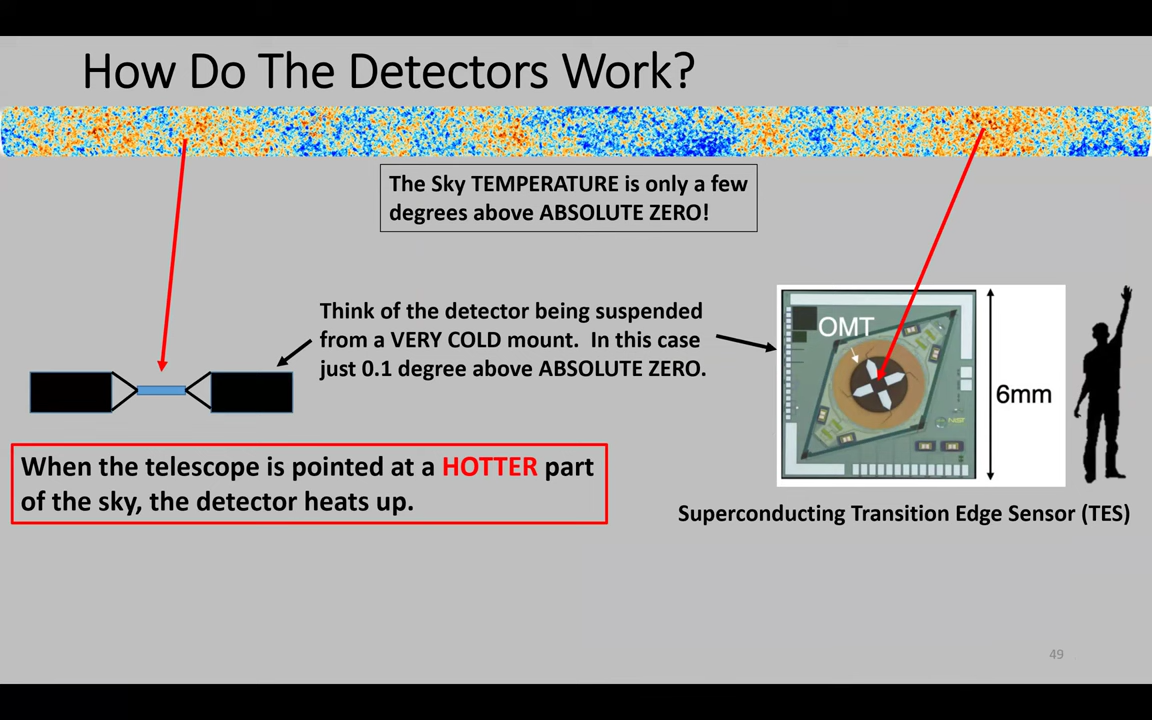 How Do The Detectors Work?
The Sky TEMPERATURE is only a few
degrees above ABSOLUTE ZERO!
Think of the detector being suspended
from a VERY COLD mount. In this case
just 0.1 degree above ABSOLUTE ZERO.
OMT
6mm
When the telescope is pointed at a HOTTER part
of the sky, the detector heats up.
Superconducting Transition Edge Sensor (TES)
49